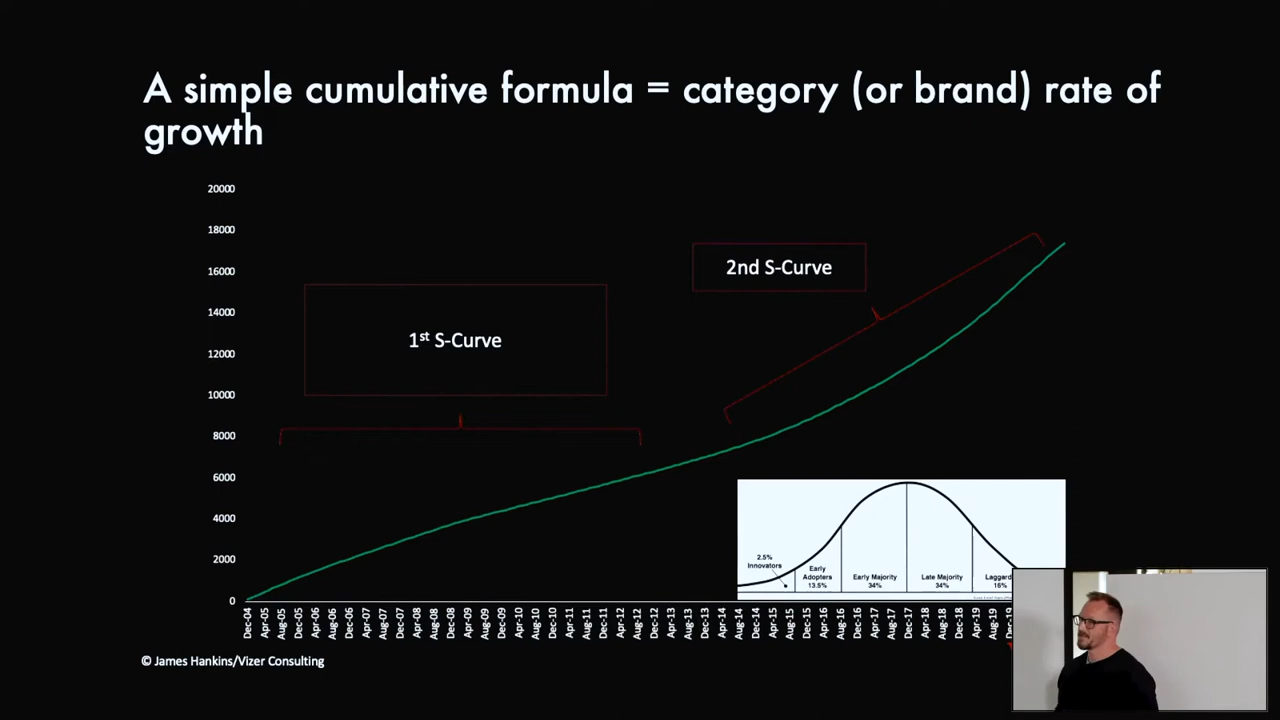 A simple cumulative formula = category (or brand) rate of
growth
20000
18000
16000
14000
12000
10000
8000
6000
4000
2000
0
2nd S-Curve
1st S-Curve
2.5%
Innovators
Early
Adopters
13.5%
Early Majority
34%
Late Majority
34%
Laggard
16%
Dec-04
Apr-05
Aug-05
Dec-05
Apr-06
Aug-06
Dec-06
Apr-07
Aug-07
Dec-07
Apr-08
Aug-08
Dec-08
Apr-09
Aug-09
Dec-09
Apr-10
Aug-10
Dec-10
Apr-11
Aug-11
Dec-11
Apr-12
Aug-12
Dec-12
Apr-13
Aug-13
Dec-13
Apr-14
Aug-14
Dec-14
Apr-15
Aug-15
Dec-15
Apr-16
Aug-16
Dec-16
Apr-17
Aug-17
Dec-17
Apr-18
Aug-18
Dec-18
Apr-19
Aug-19
Dec-19
© James Hankins/Vizer Consulting